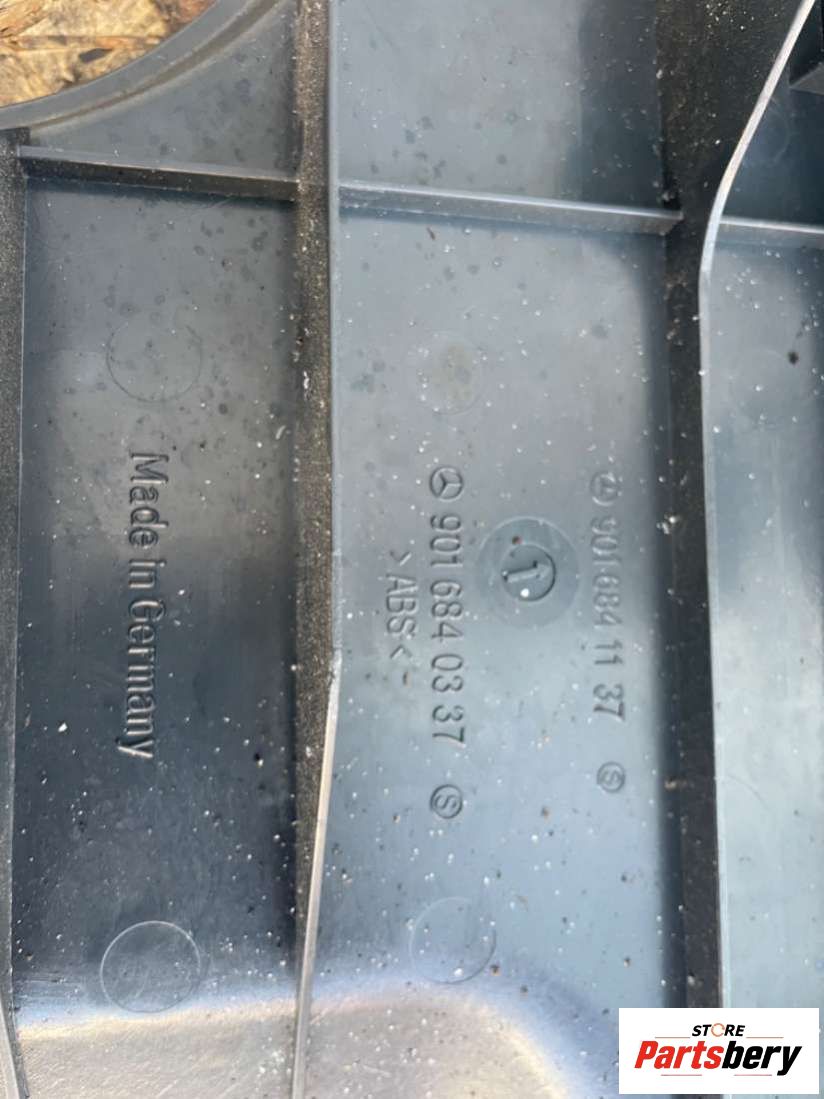 901 684 11 37 Ⓢ
1
901 684 03 37 Ⓢ
>ABS<
Made in Germany
STORE
Partsbery